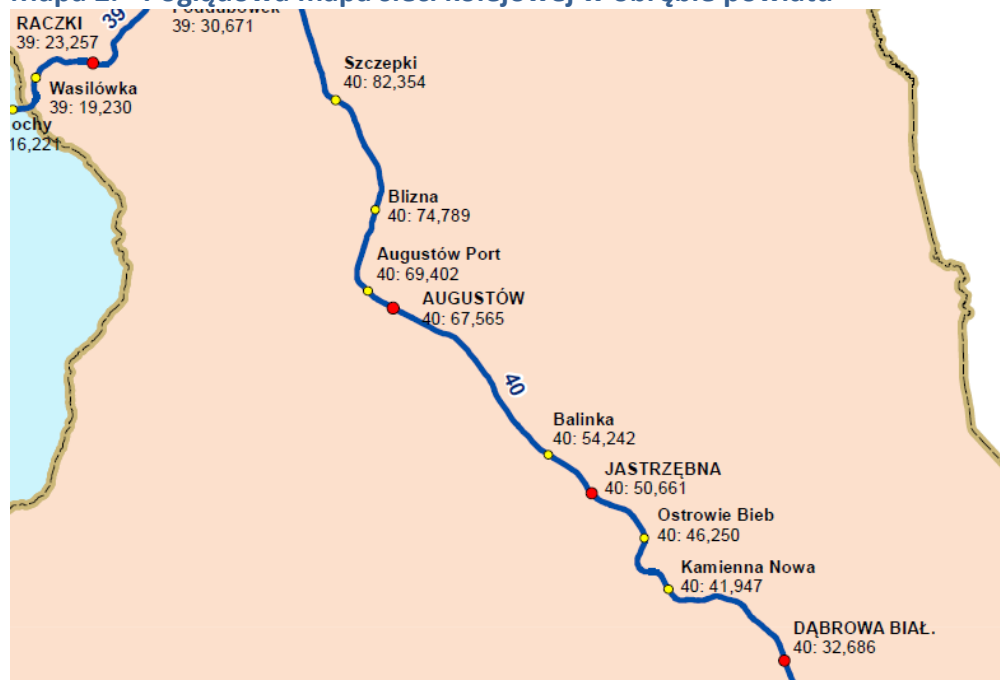 RACZKI
39: 23,257
39
39: 30,671
Wasilówka
39: 19,230
ochy
16,221
Szczepki
40: 82,354
Blizna
40: 74,789
Augustów Port
40: 69,402
AUGUSTÓW
40: 67,565
40
Balinka
40: 54,242
JASTRZĘBNA
40: 50,661
Ostrowie Bieb
40: 46,250
Kamienna Nowa
40: 41,947
DĄBROWA BIAŁ.
40: 32,686